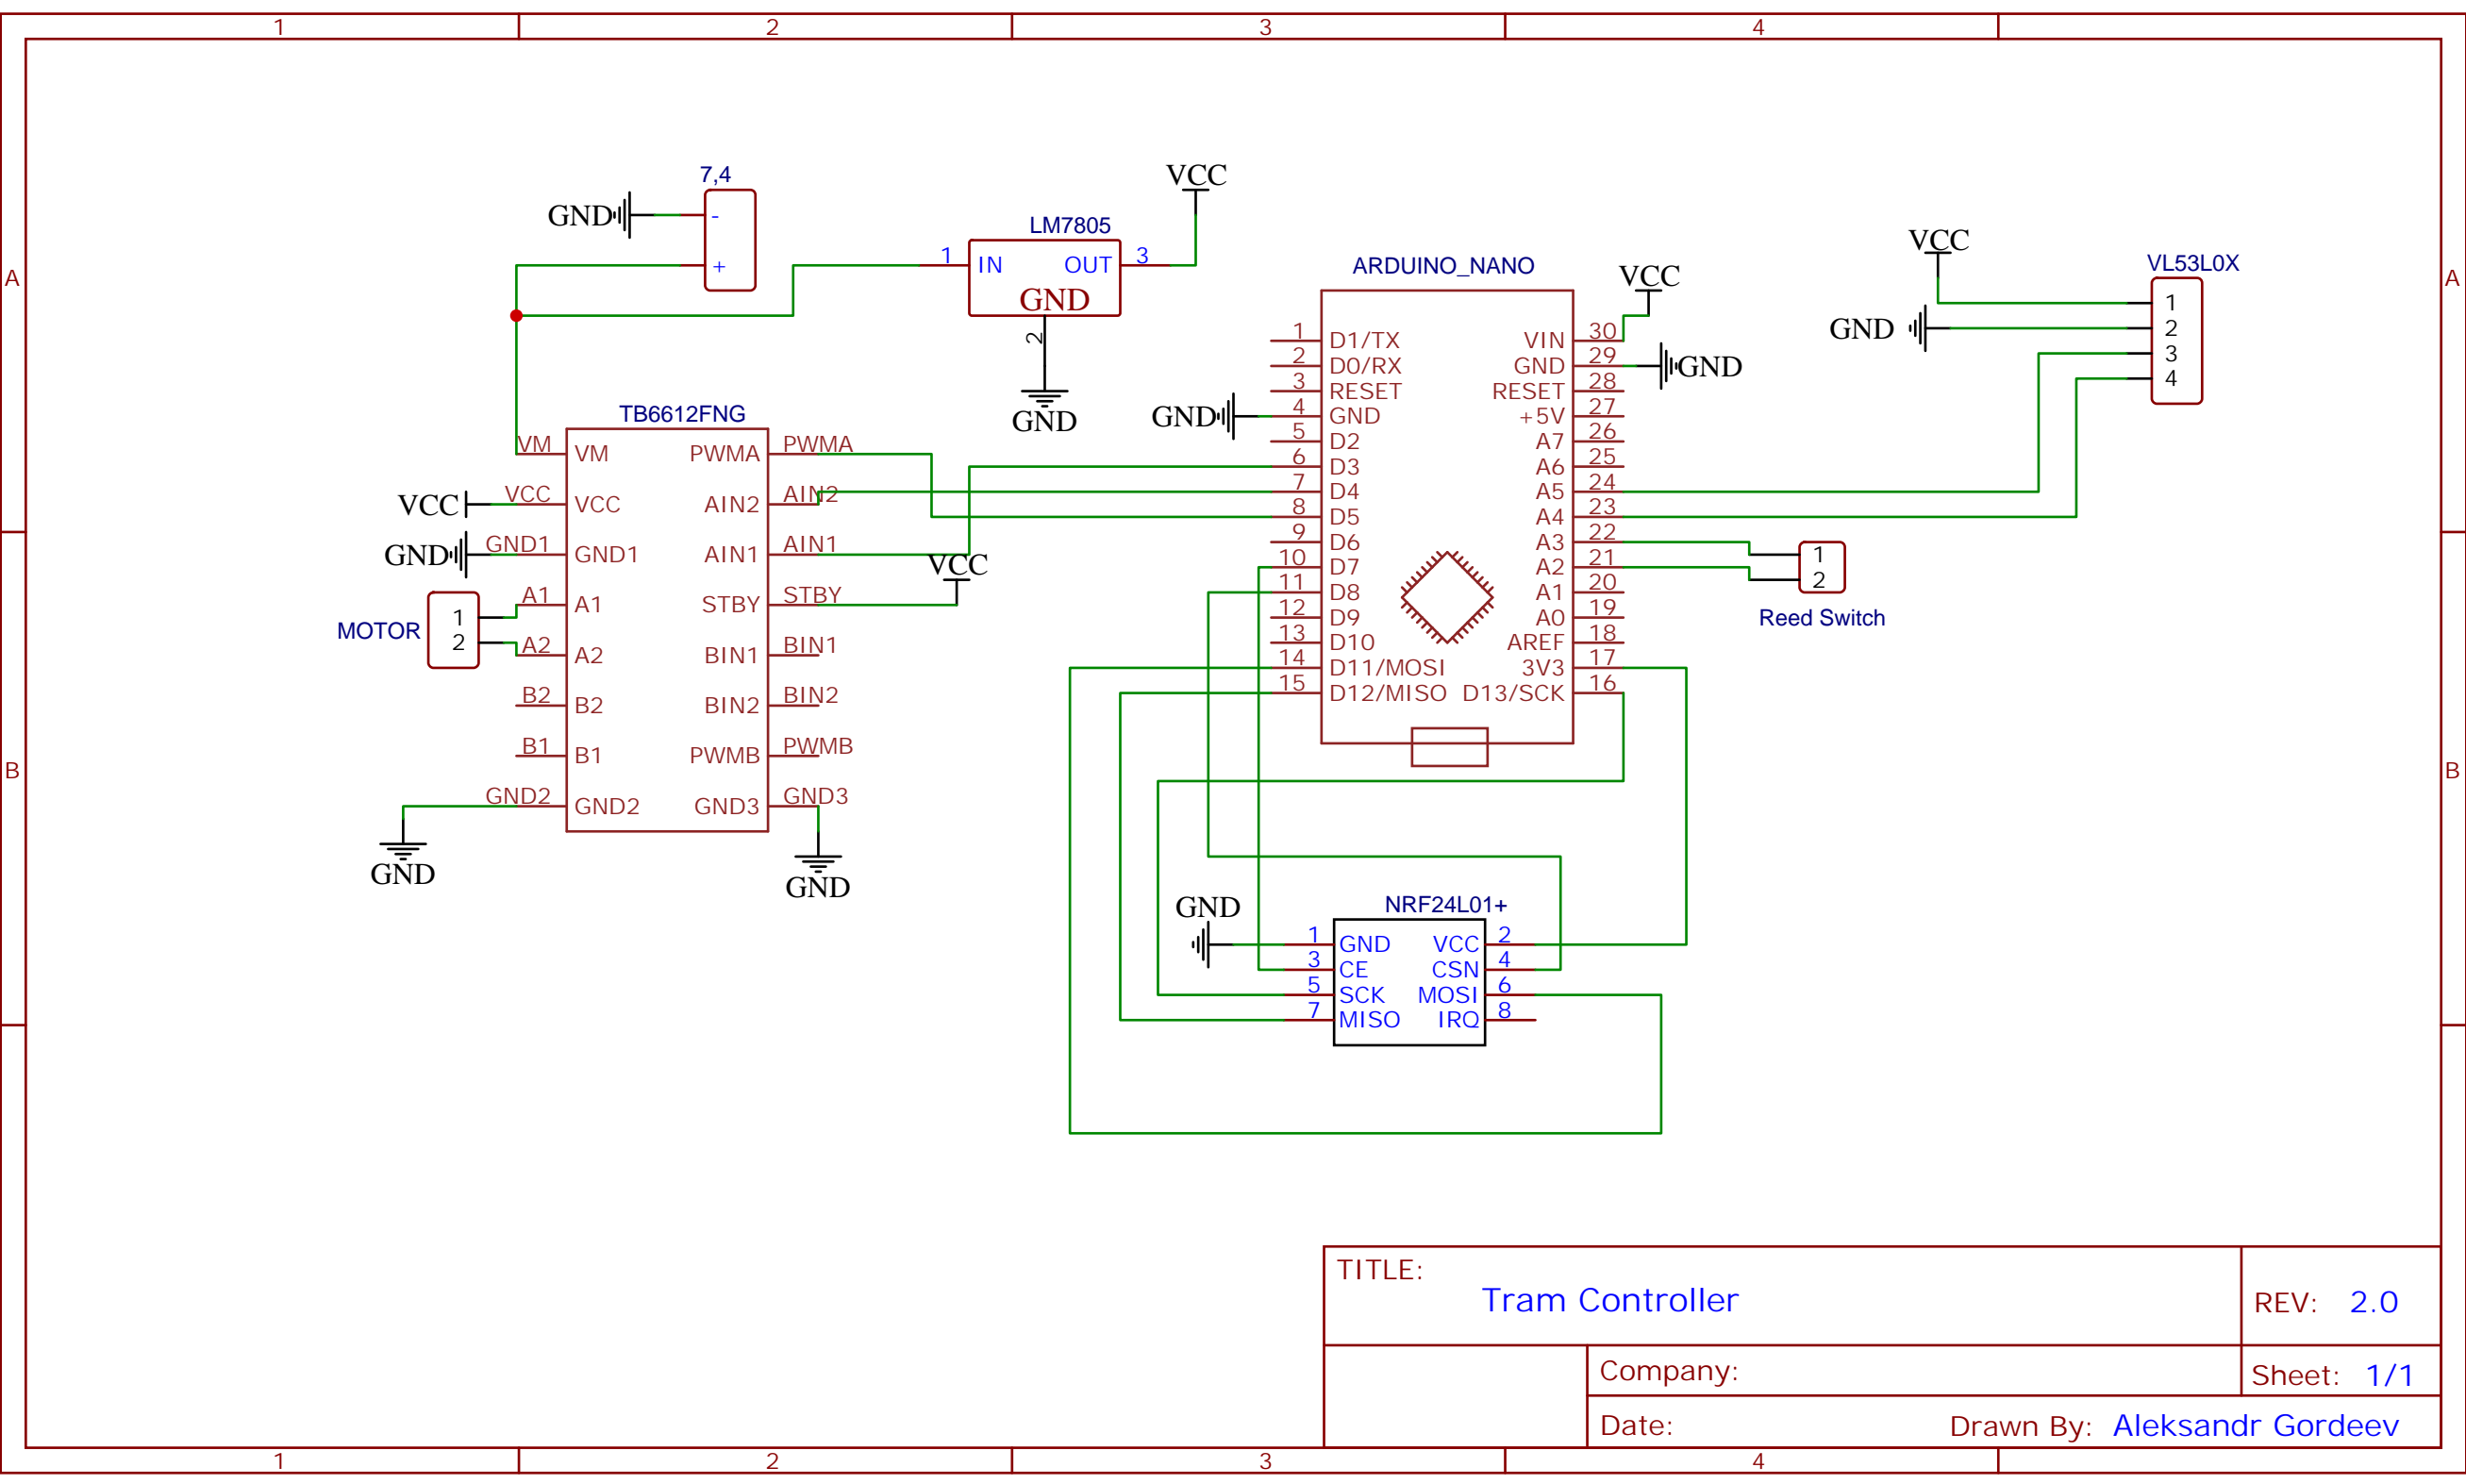 1 2 3 4
A A
B B
7,4
GND
-
+
VCC
LM7805
1 IN OUT 3
GND
2
GND
ARDUINO_NANO
VCC
1 D1/TX VIN 30
2 D0/RX GND 29 GND
3 RESET RESET 28
GND 4 GND +5V 27
5 D2 A7 26
6 D3 A6 25
7 D4 A5 24
8 D5 A4 23
9 D6 A3 22
10 D7 A2 21
11 D8 A1 20
12 D9 A0 19
13 D10 AREF 18
14 D11/MOSI 3V3 17
15 D12/MISO D13/SCK 16
VCC
VL53L0X
GND
1
2
3
4
1
2
Reed Switch
TB6612FNG
VM VM PWMA PWMA
VCC VCC VCC AIN2 AIN2
GND GND1 GND1 AIN1 AIN1
VCC
A1 A1 STBY STBY
MOTOR
1
2
A2 A2 BIN1 BIN1
B2 B2 BIN2 BIN2
B1 B1 PWMB PWMB
GND2 GND2 GND3 GND3
GND
GND
GND
NRF24L01+
1 GND VCC 2
3 CE CSN 4
5 SCK MOSI 6
7 MISO IRQ 8
TITLE:
Tram Controller
REV: 2.0
Company:
Sheet: 1/1
Date:
Drawn By: Aleksandr Gordeev
1 2 3 4